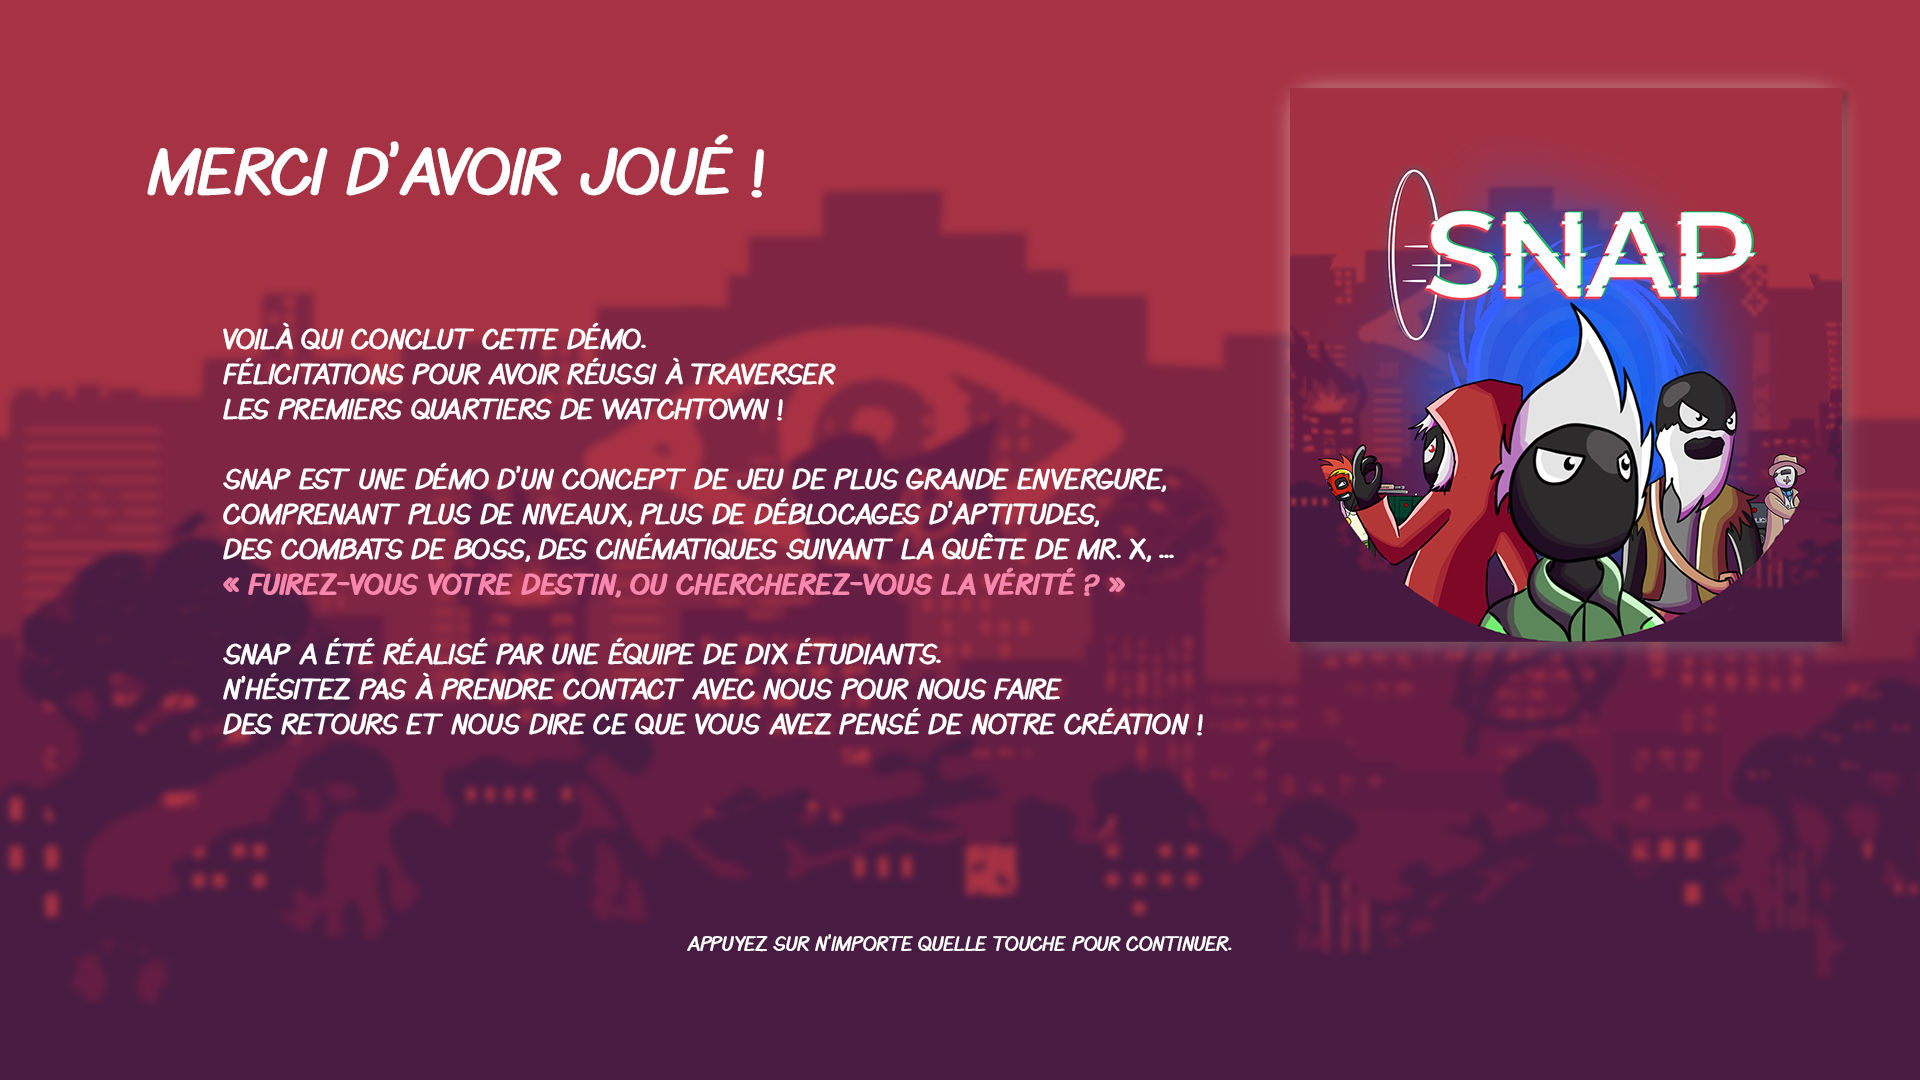 MERCI D'AVOIR JOUÉ !
SNAP
VOILÀ QUI CONCLUT CETTE DÉMO.
FÉLICITATIONS POUR AVOIR RÉUSSI À TRAVERSER
LES PREMIERS QUARTIERS DE WATCHTOWN !
SNAP EST UNE DÉMO D'UN CONCEPT DE JEU DE PLUS GRANDE ENVERGURE,
COMPRENANT PLUS DE NIVEAUX, PLUS DE DÉBLOCAGES D'APTITUDES,
DES COMBATS DE BOSS, DES CINÉMATIQUES SUIVANT LA QUÊTE DE MR. X, ...
« FUIREZ-VOUS VOTRE DESTIN, OU CHERCHEREZ-VOUS LA VÉRITÉ ? »
SNAP A ÉTÉ RÉALISÉ PAR UNE ÉQUIPE DE DIX ÉTUDIANTS.
N'HÉSITEZ PAS À PRENDRE CONTACT AVEC NOUS POUR NOUS FAIRE
DES RETOURS ET NOUS DIRE CE QUE VOUS AVEZ PENSÉ DE NOTRE CRÉATION !
APPUYEZ SUR N'IMPORTE QUELLE TOUCHE POUR CONTINUER.